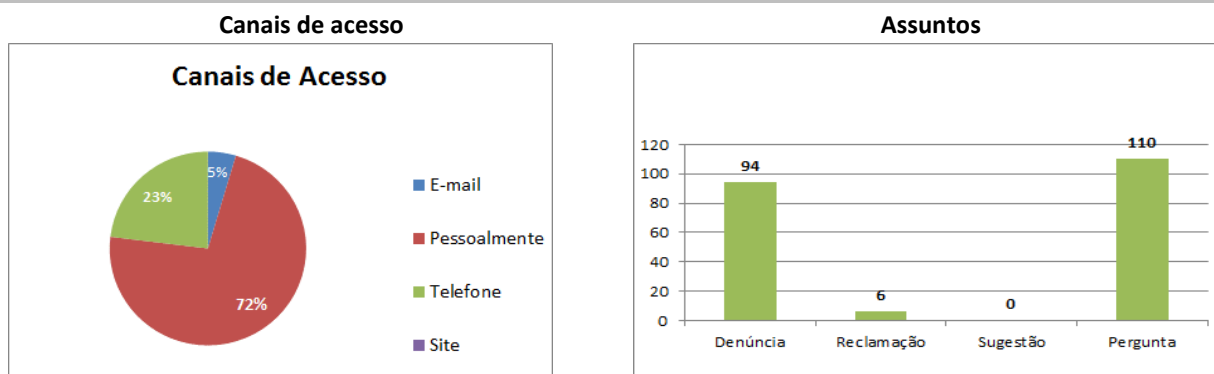 Canais de acesso
Canais de Acesso
5%
23%
72%
E-mail
Pessoalmente
Telefone
Site
Assuntos
120
100
80
60
40
20
0
94
6
0
110
Denúncia
Reclamação
Sugestão
Pergunta